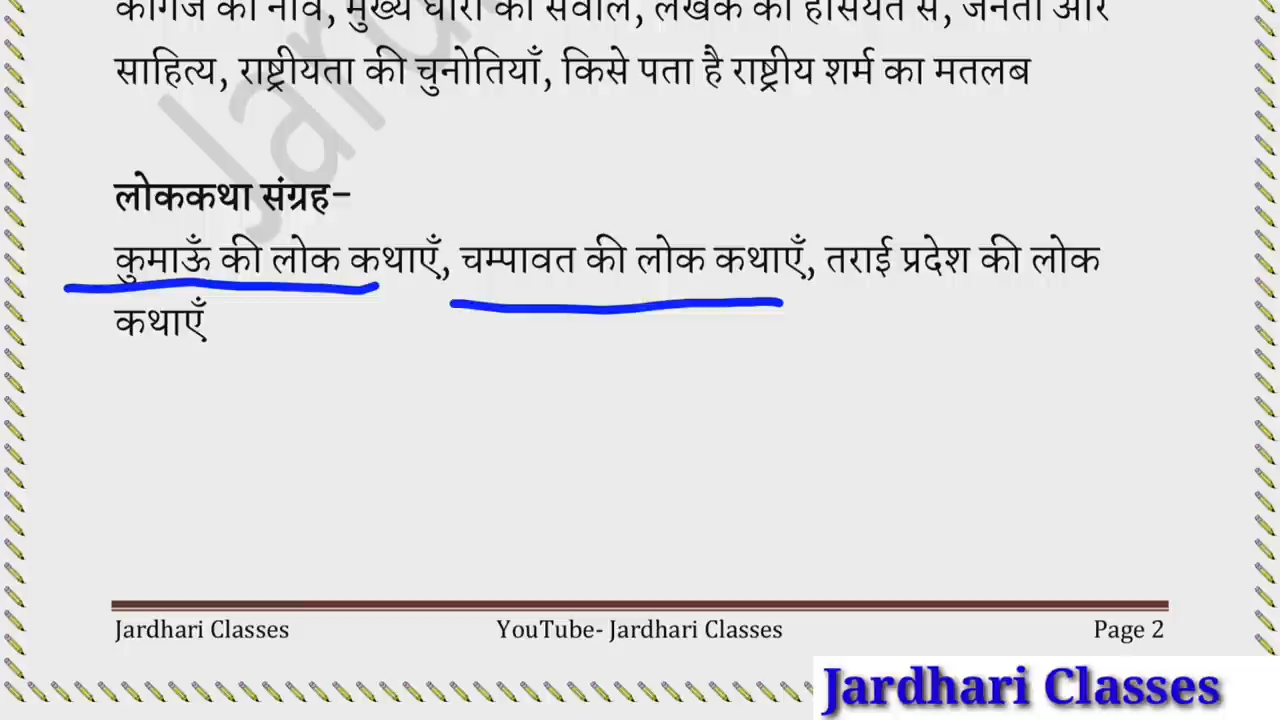 कागज की नाव, मुख्य धारा का सवाल, लेखक की हैसियत से, जनता और
साहित्य, राष्ट्रीयता की चुनोतियाँ, किसे पता है राष्ट्रीय शर्म का मतलब
लोककथा संग्रह–
कुमाऊँ की लोक कथाएँ, चम्पावत की लोक कथाएँ, तराई प्रदेश की लोक
कथाएँ
Jardhari Classes YouTube- Jardhari Classes Page 2
Jardhari Classes